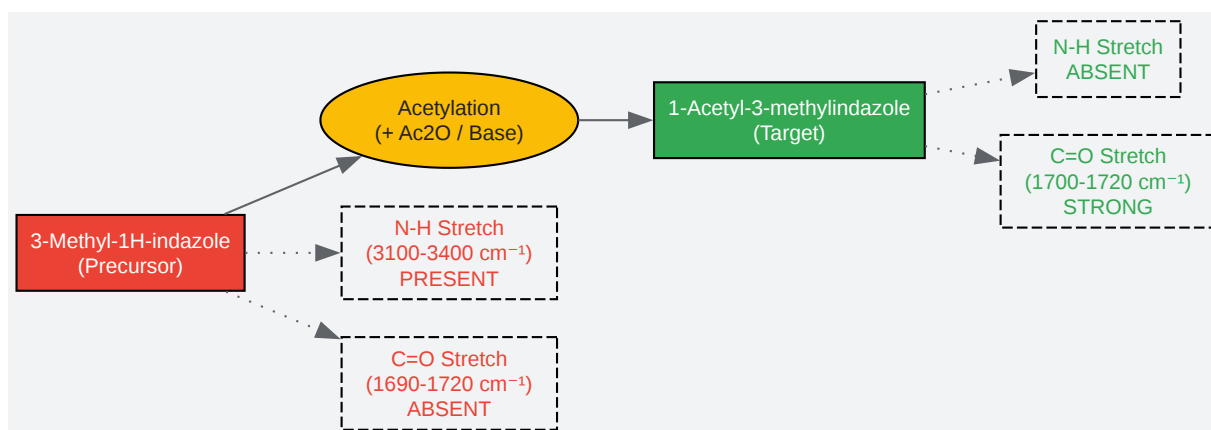 3-Methyl-1H-indazole
(Precursor)
N-H Stretch
(3100-3400 cm⁻¹)
PRESENT
C=O Stretch
(1690-1720 cm⁻¹)
ABSENT
Acetylation
(+ Ac2O / Base)
1-Acetyl-3-methylindazole
(Target)
N-H Stretch
ABSENT
C=O Stretch
(1700-1720 cm⁻¹)
STRONG